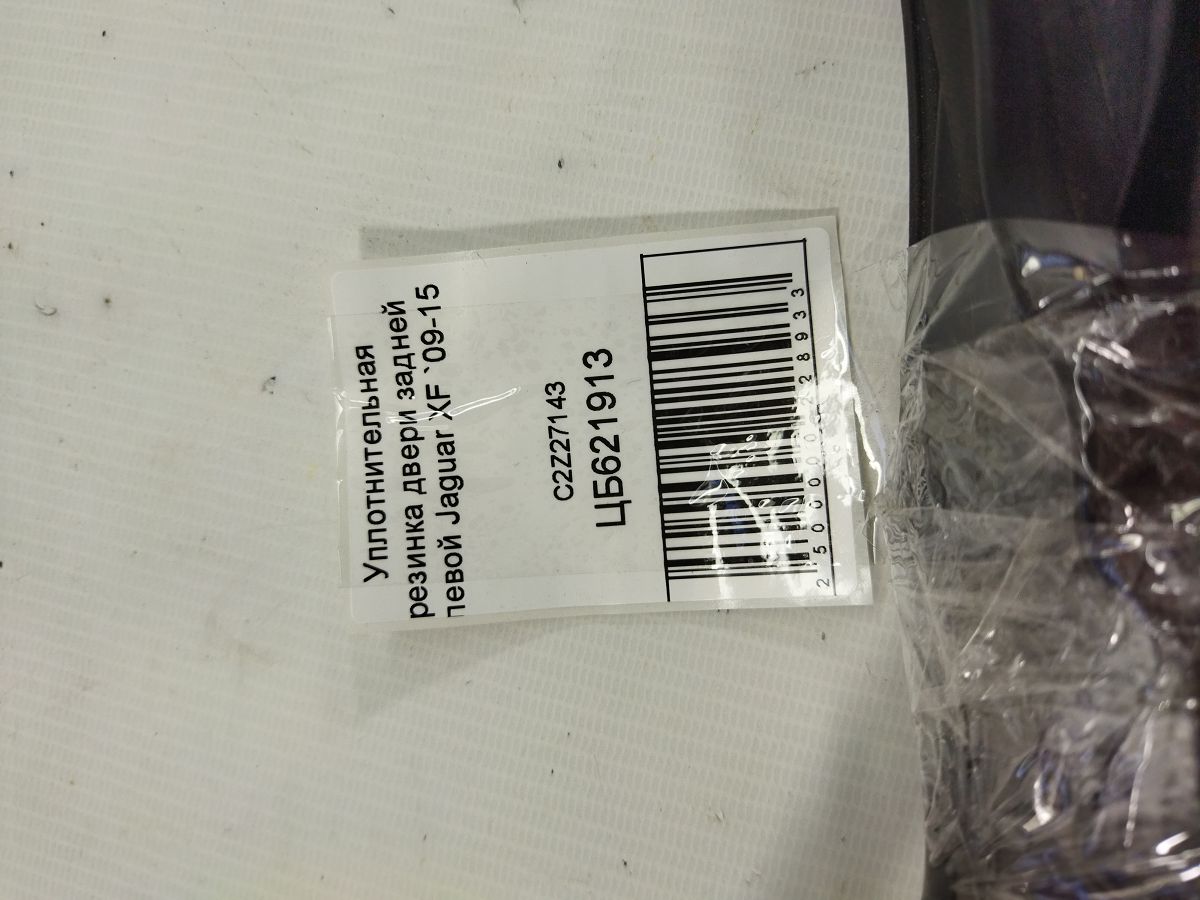 Уплотнительная
резинка двери задней
левой Jaguar XF `09-15
C2Z27143
ЦБ621913